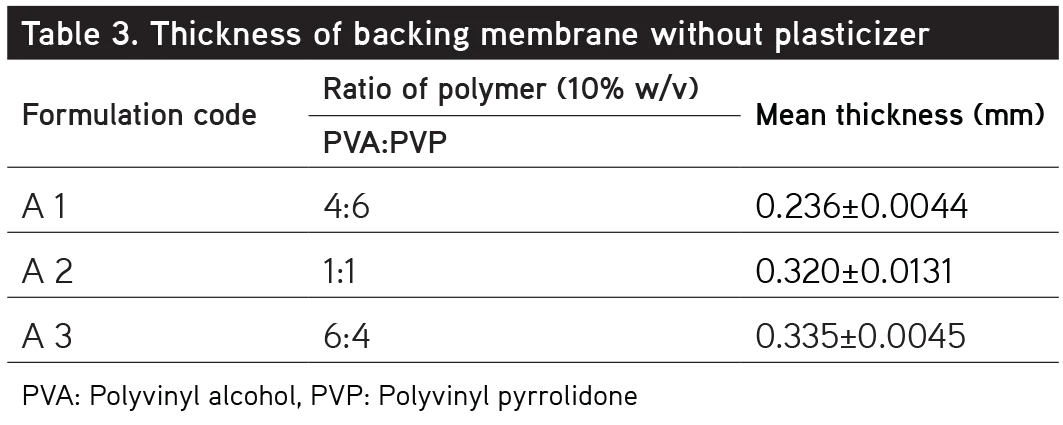 Table 3. Thickness of backing membrane without plasticizer
Formulation code
Ratio of polymer (10% w/v)
Mean thickness (mm)
PVA:PVP
A 1 4:6 0.236±0.0044
A 2 1:1 0.320±0.0131
A 3 6:4 0.335±0.0045
PVA: Polyvinyl alcohol, PVP: Polyvinyl pyrrolidone